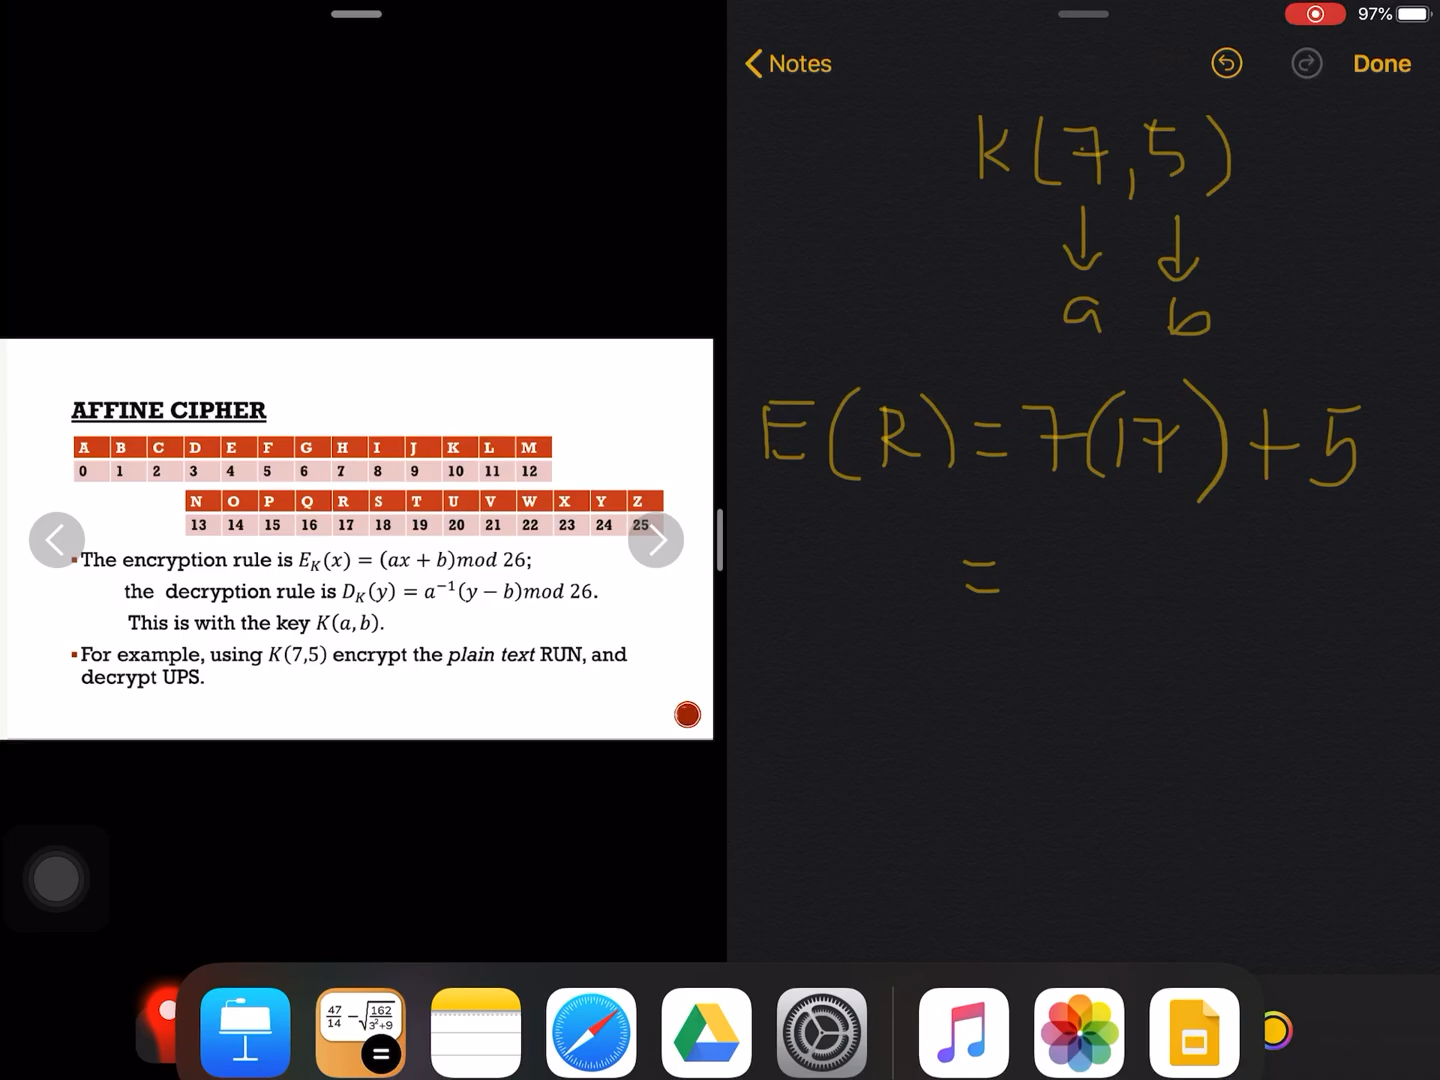 97%
Notes
Done
K(7,5)
a b
E(R)=7(17)+5
=
AFFINE CIPHER
A B C D E F G H I J K L M
0 1 2 3 4 5 6 7 8 9 10 11 12
N O P Q R S T U V W X Y Z
13 14 15 16 17 18 19 20 21 22 23 24 25
▪The encryption rule is E_K(x) = (ax + b)mod 26;
the decryption rule is D_K(y) = a⁻¹(y − b)mod 26.
This is with the key K(a, b).
▪For example, using K(7,5) encrypt the plain text RUN, and
decrypt UPS.
47/14 − √(162/3²+9)
=